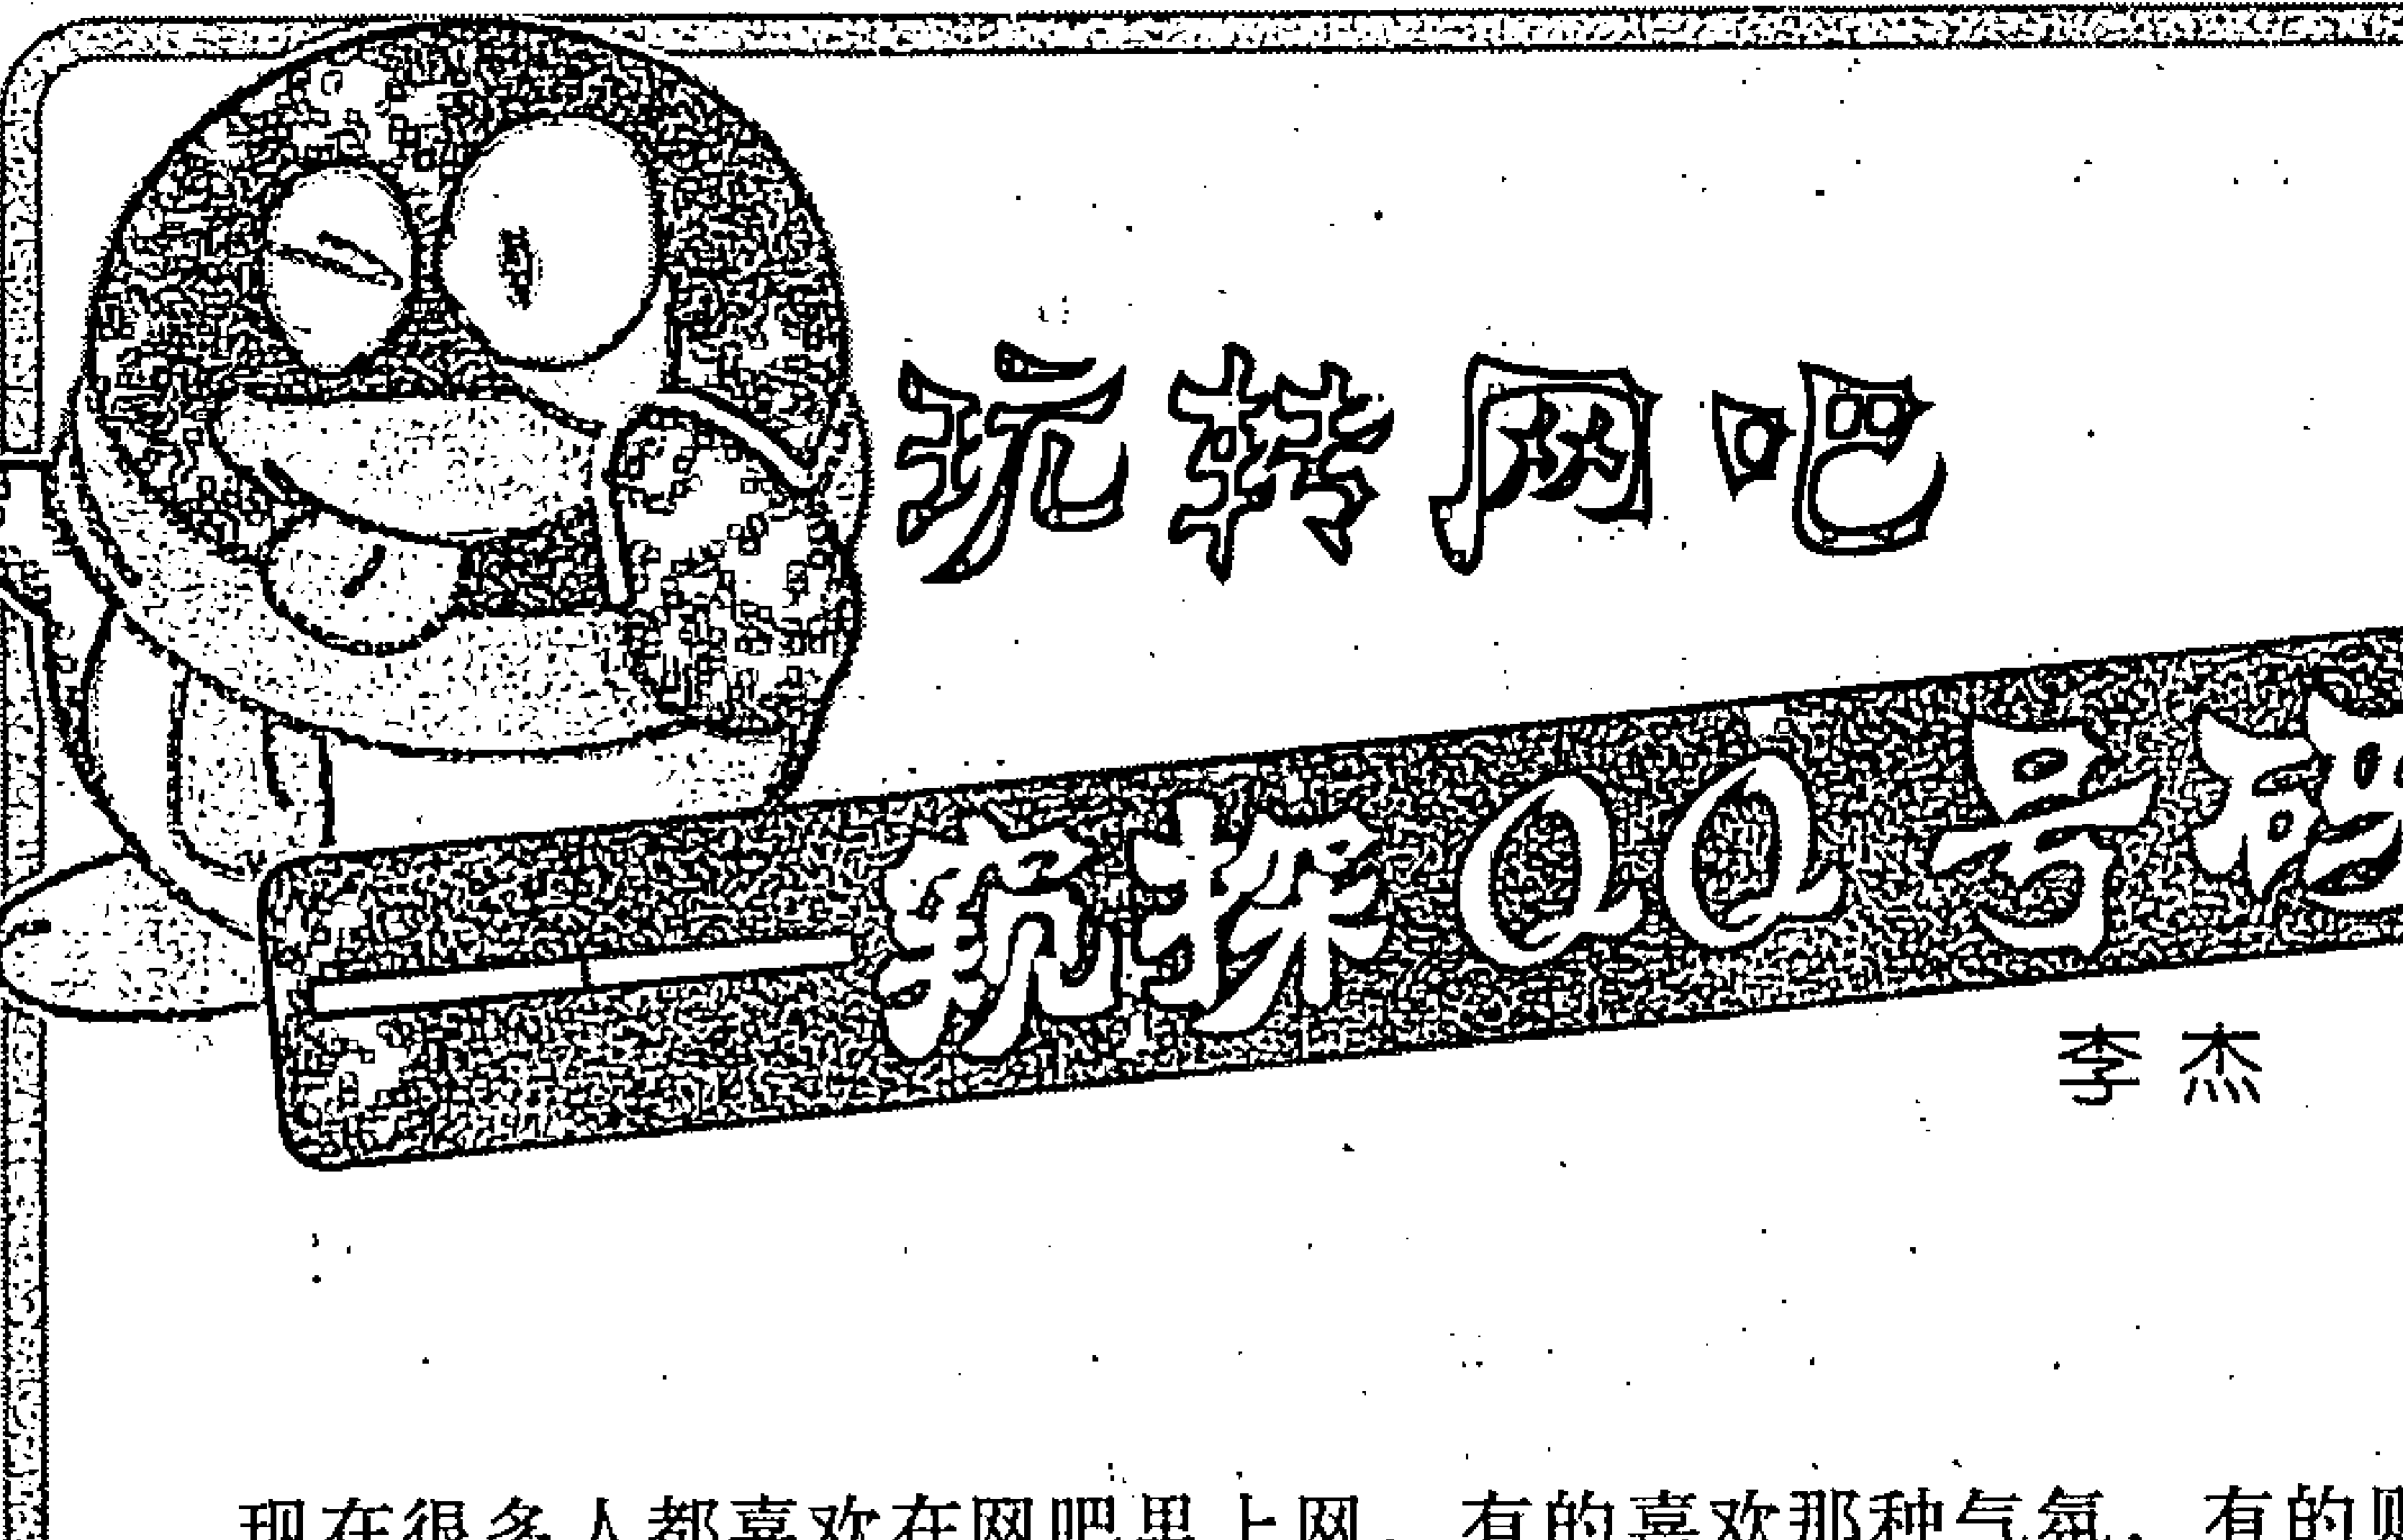 玩转网吧
——窥探QQ号码
李杰
现在很多人都喜欢在网吧里上网，有的喜欢那种气氛，有的